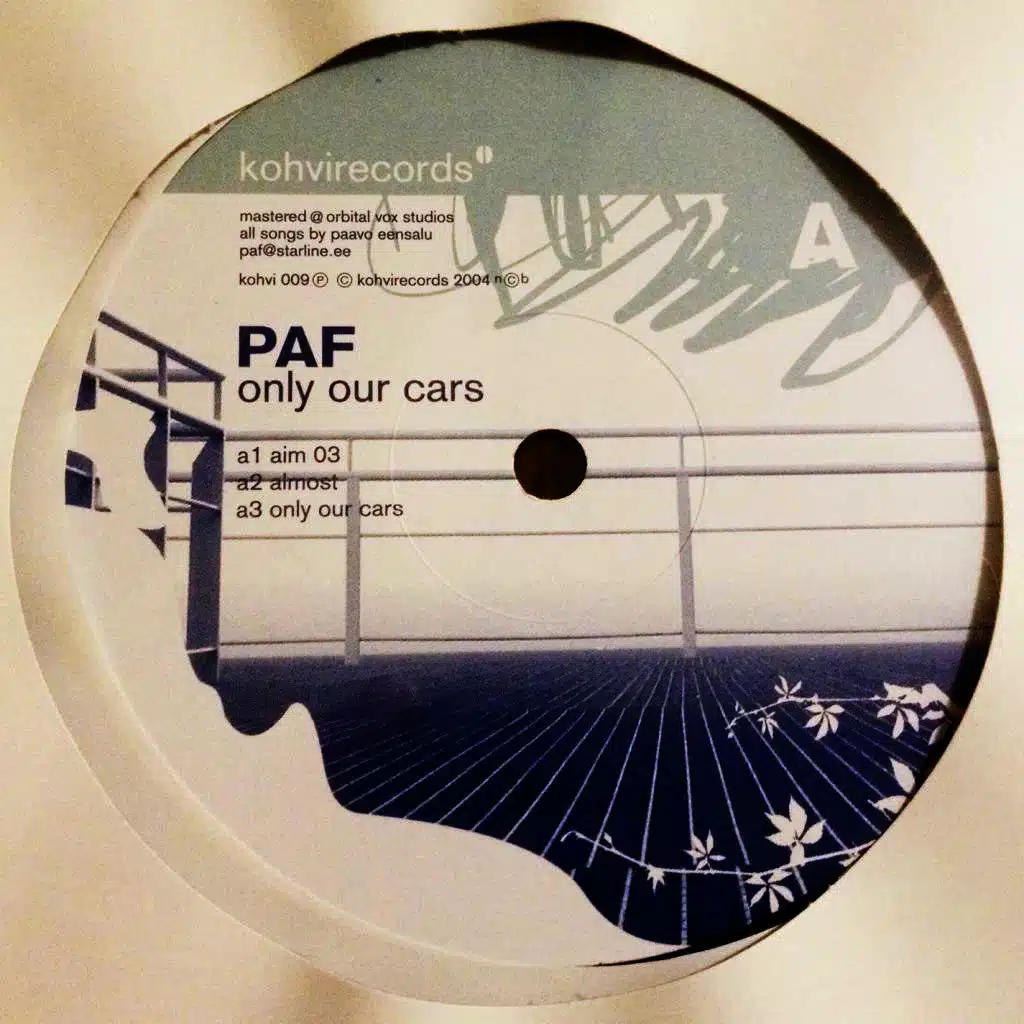 kohvirecords
mastered @ orbital vox studios
all songs by paavo eensalu
paf@starline.ee
kohvi 009 ℗ © kohvirecords 2004 n©b
A
PAF
only our cars
a1 aim 03
a2 almost
a3 only our cars